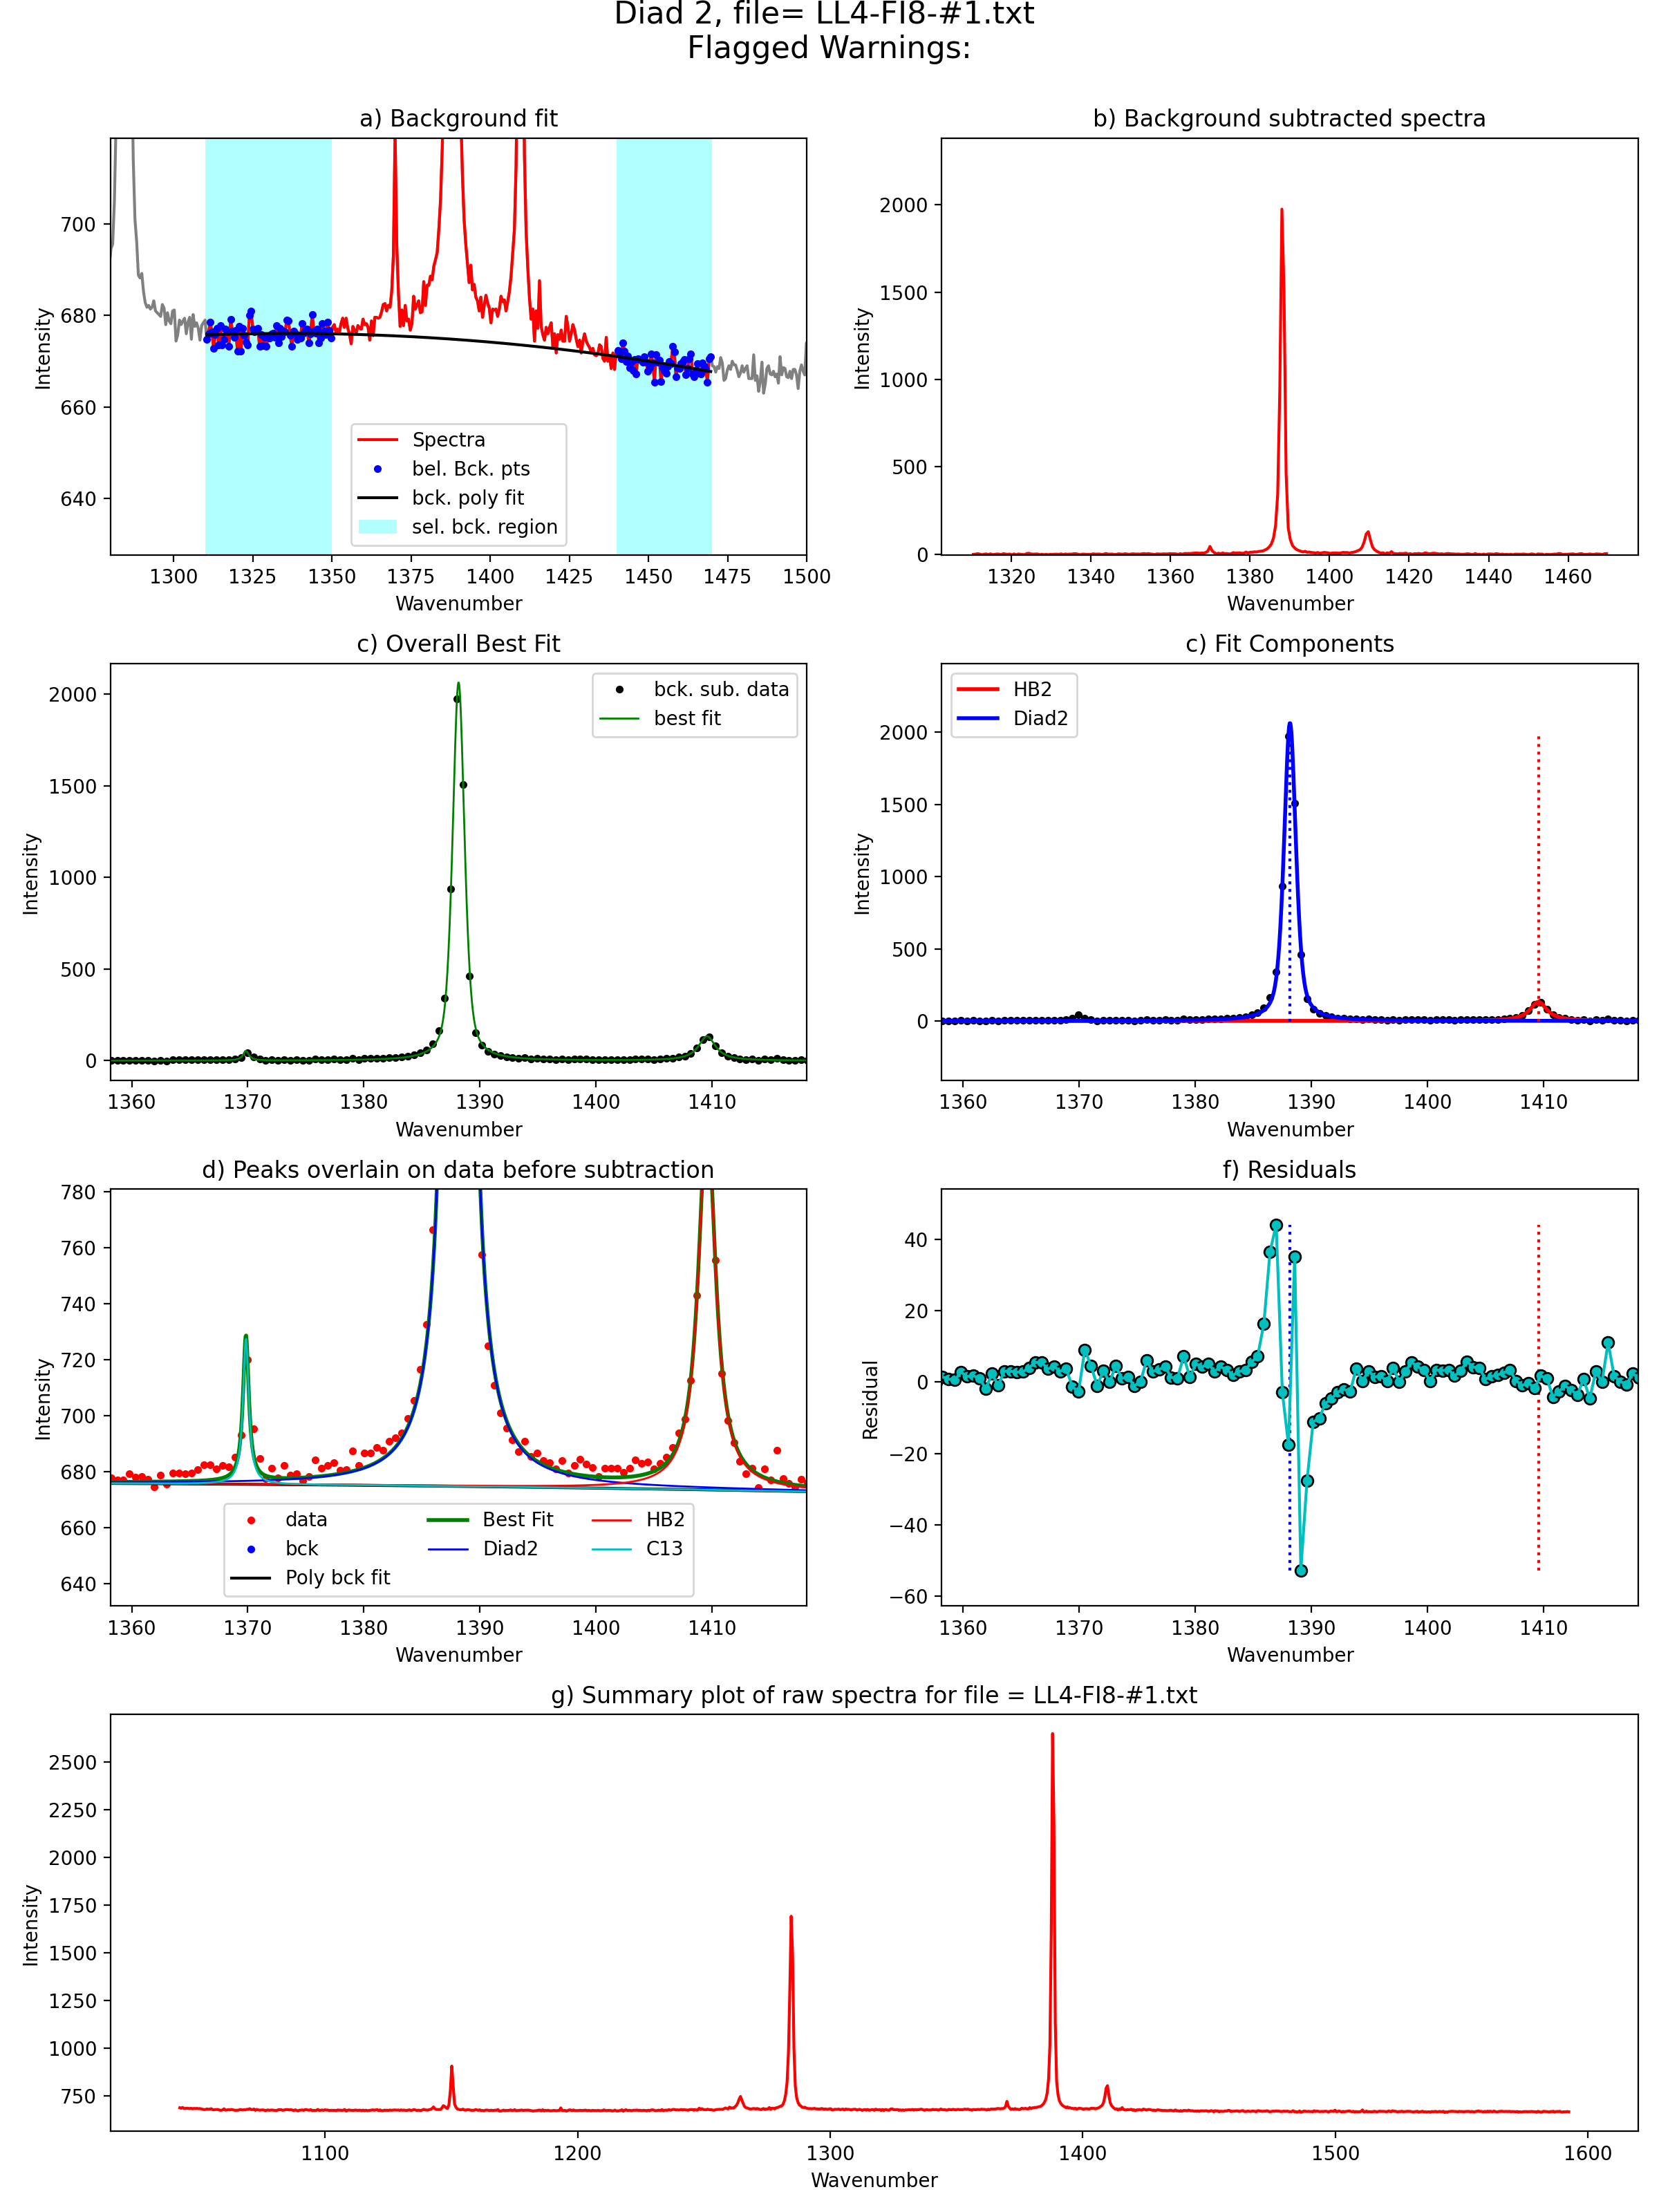 Diad 2, file= LL4-FI8-#1.txt
Flagged Warnings:
a) Background fit
Intensity
700
680
660
640
Spectra
bel. Bck. pts
bck. poly fit
sel. bck. region
1300 1325 1350 1375 1400 1425 1450 1475 1500
Wavenumber
b) Background subtracted spectra
Intensity
2000
1500
1000
500
0
1320 1340 1360 1380 1400 1420 1440 1460
Wavenumber
c) Overall Best Fit
Intensity
2000
1500
1000
500
0
bck. sub. data
best fit
1360 1370 1380 1390 1400 1410
Wavenumber
c) Fit Components
Intensity
2000
1500
1000
500
0
HB2
Diad2
1360 1370 1380 1390 1400 1410
Wavenumber
d) Peaks overlain on data before subtraction
Intensity
780
760
740
720
700
680
660
640
data
bck
Poly bck fit
Best Fit
Diad2
HB2
C13
1360 1370 1380 1390 1400 1410
Wavenumber
f) Residuals
Residual
40
20
0
−20
−40
−60
1360 1370 1380 1390 1400 1410
Wavenumber
g) Summary plot of raw spectra for file = LL4-FI8-#1.txt
Intensity
2500
2250
2000
1750
1500
1250
1000
750
1100 1200 1300 1400 1500 1600
Wavenumber